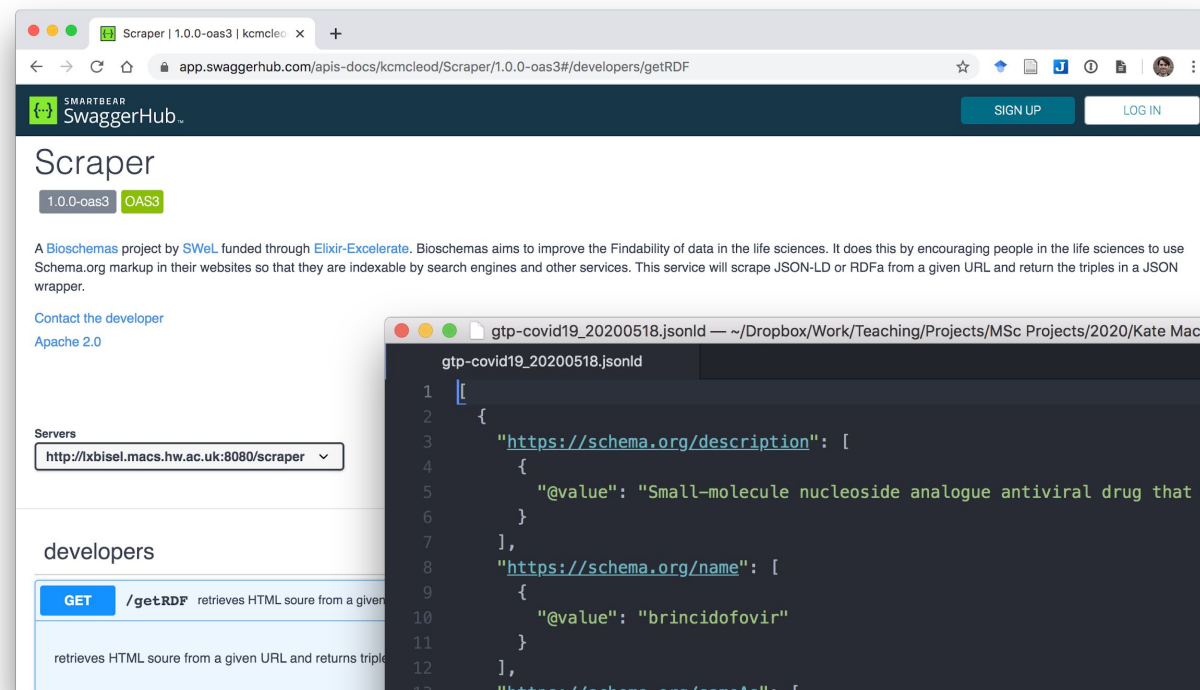 Scraper | 1.0.0-oas3 | kcmcleo
app.swaggerhub.com/apis-docs/kcmcleod/Scraper/1.0.0-oas3#/developers/getRDF
SMARTBEAR
SwaggerHub™
SIGN UP
LOG IN
Scraper
1.0.0-oas3
OAS3
A Bioschemas project by SWeL funded through Elixir-Excelerate. Bioschemas aims to improve the Findability of data in the life sciences. It does this by encouraging people in the life sciences to use
Schema.org markup in their websites so that they are indexable by search engines and other services. This service will scrape JSON-LD or RDFa from a given URL and return the triples in a JSON
wrapper.
Contact the developer
Apache 2.0
Servers
http://lxbisel.macs.hw.ac.uk:8080/scraper
developers
GET /getRDF retrieves HTML soure from a given
retrieves HTML soure from a given URL and returns triple
gtp-covid19_20200518.jsonld — ~/Dropbox/Work/Teaching/Projects/MSc Projects/2020/Kate Mac
gtp-covid19_20200518.jsonld
1 [
2 {
3 "https://schema.org/description": [
4 {
5 "@value": "Small-molecule nucleoside analogue antiviral drug that
6 }
7 ],
8 "https://schema.org/name": [
9 {
10 "@value": "brincidofovir"
11 }
12 ],
13 "https://schema.org/sameAs": [